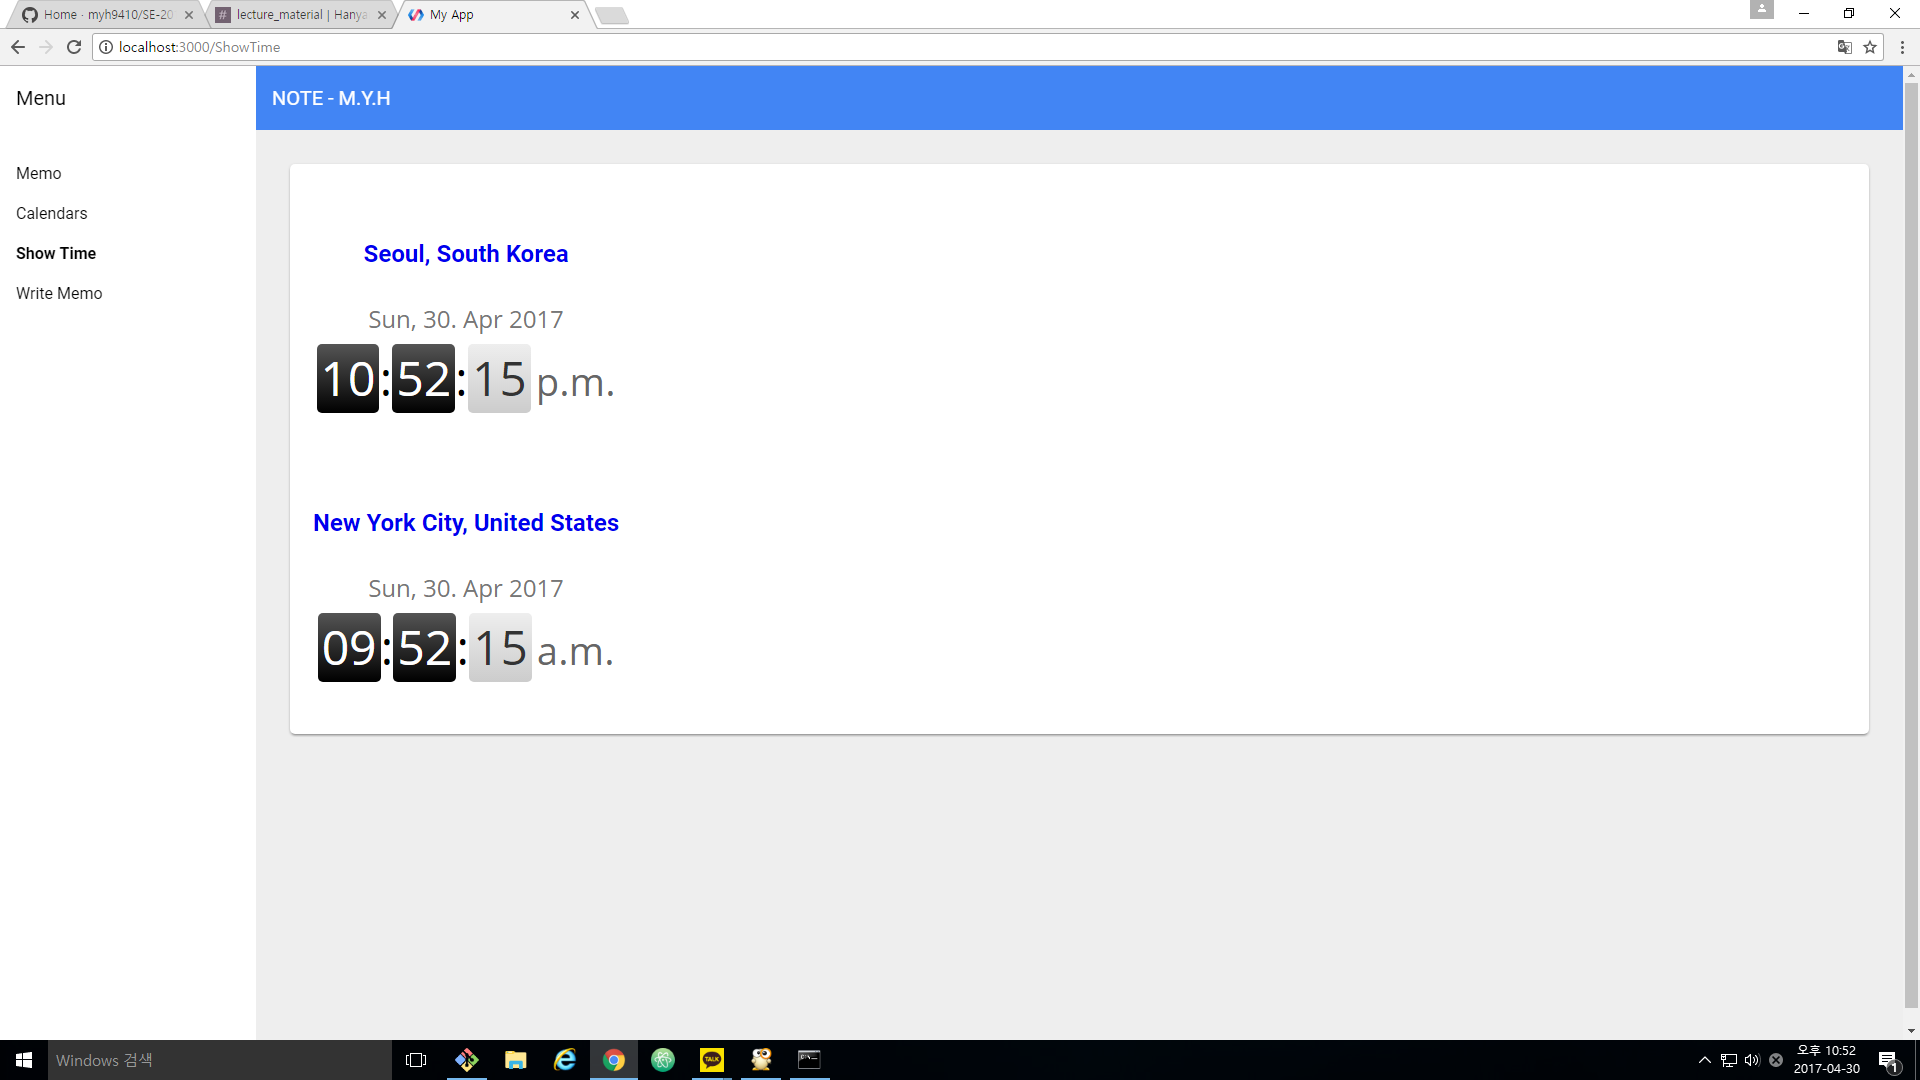 Home · myh9410/SE-20
lecture_material | Hanya
My App
localhost:3000/ShowTime
Menu
NOTE - M.Y.H
Memo
Calendars
Show Time
Write Memo
Seoul, South Korea
Sun, 30. Apr 2017
10:52:15 p.m.
New York City, United States
Sun, 30. Apr 2017
09:52:15 a.m.
Windows 검색
TALK
오후 10:52
2017-04-30
1